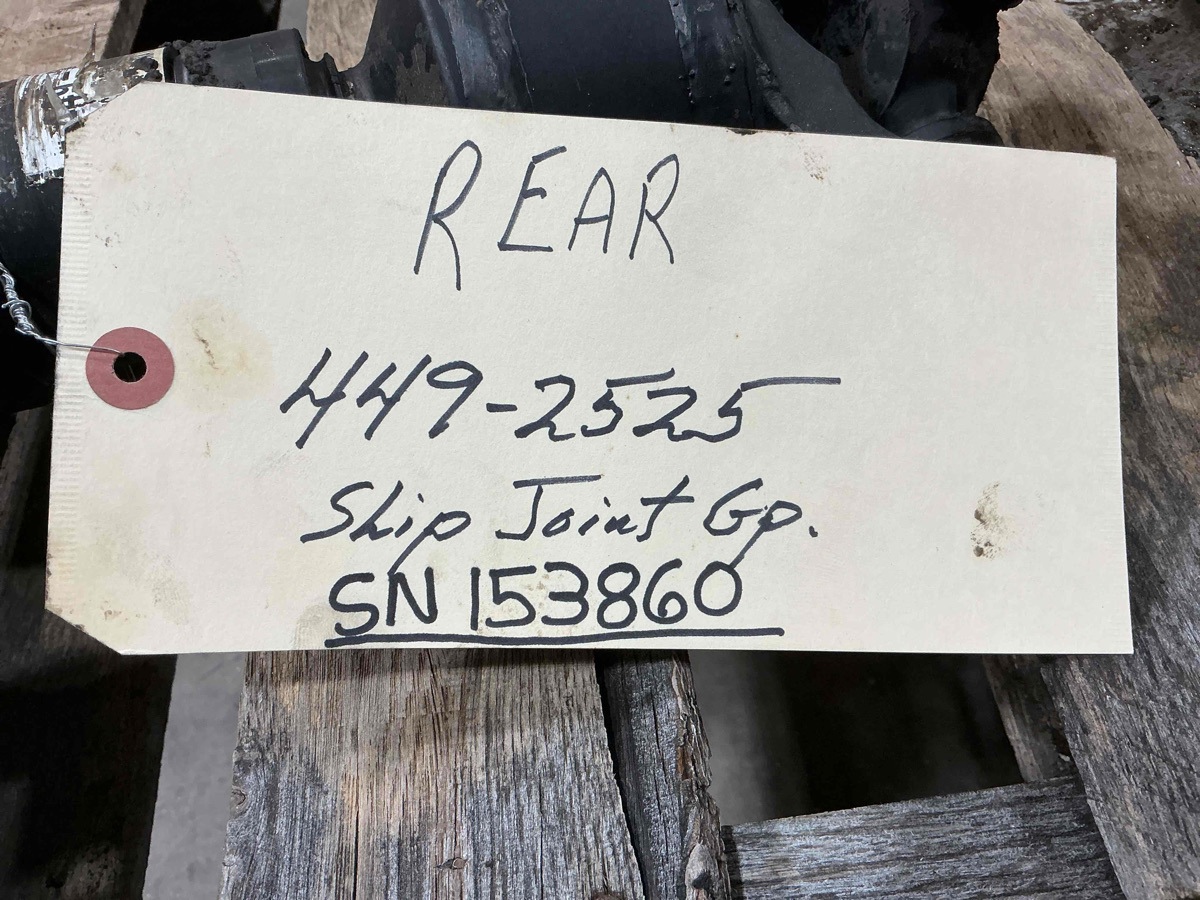 REAR
449-2525
Slip Joint Gp.
SN 153860